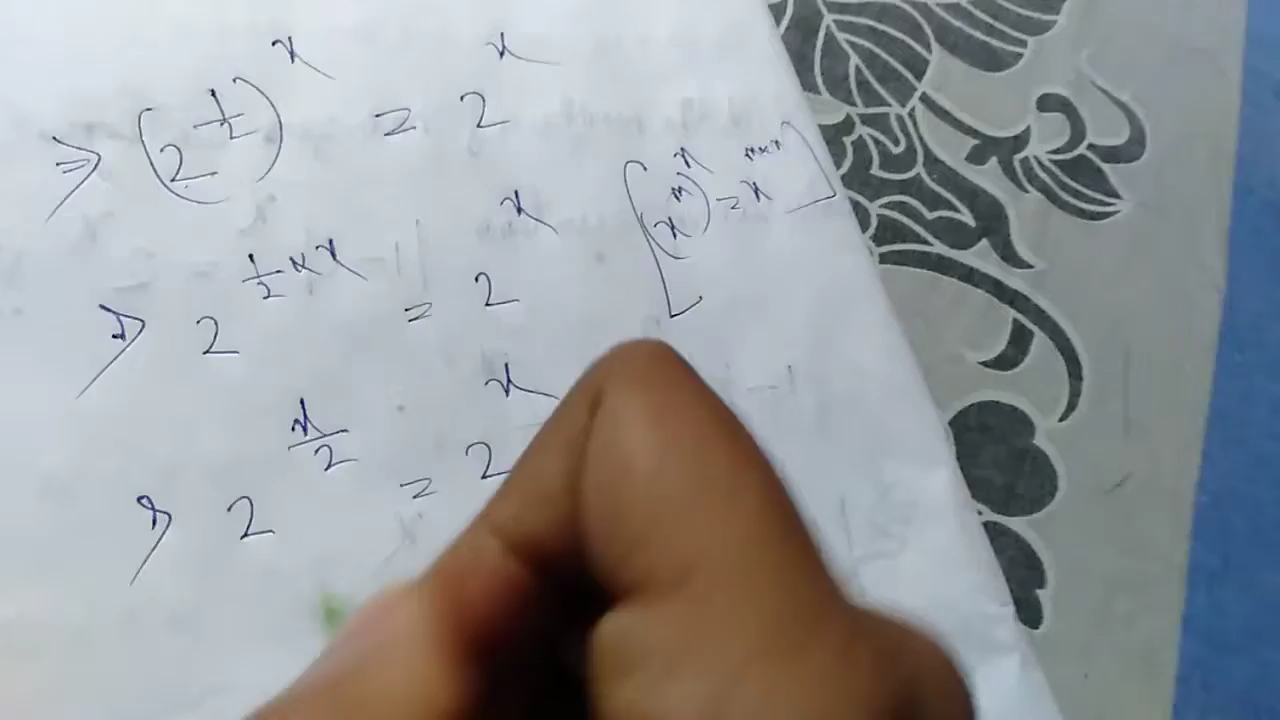 ⇒ (2^(1/2))^x = 2^x
⇒ 2^(1/2 × x) = 2^x [(x^m)^n = x^(m×n)]
⇒ 2^(x/2) = 2^x